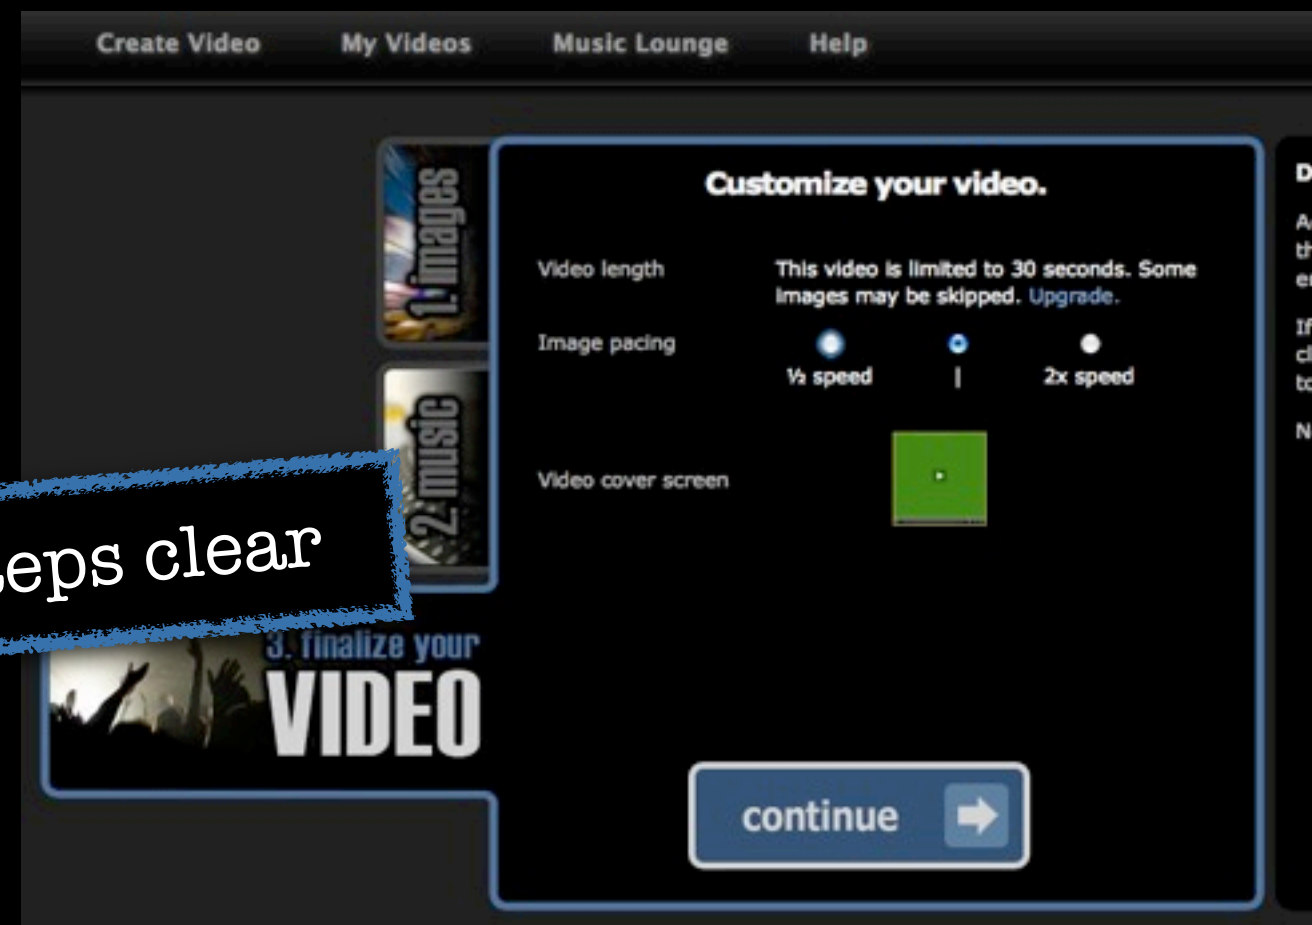 Create Video My Videos Music Lounge Help
1. images
2. music
eps clear
3. finalize your
VIDEO
Customize your video.
Video length
This video is limited to 30 seconds. Some
images may be skipped. Upgrade.
Image pacing
½ speed | 2x speed
Video cover screen
continue
If